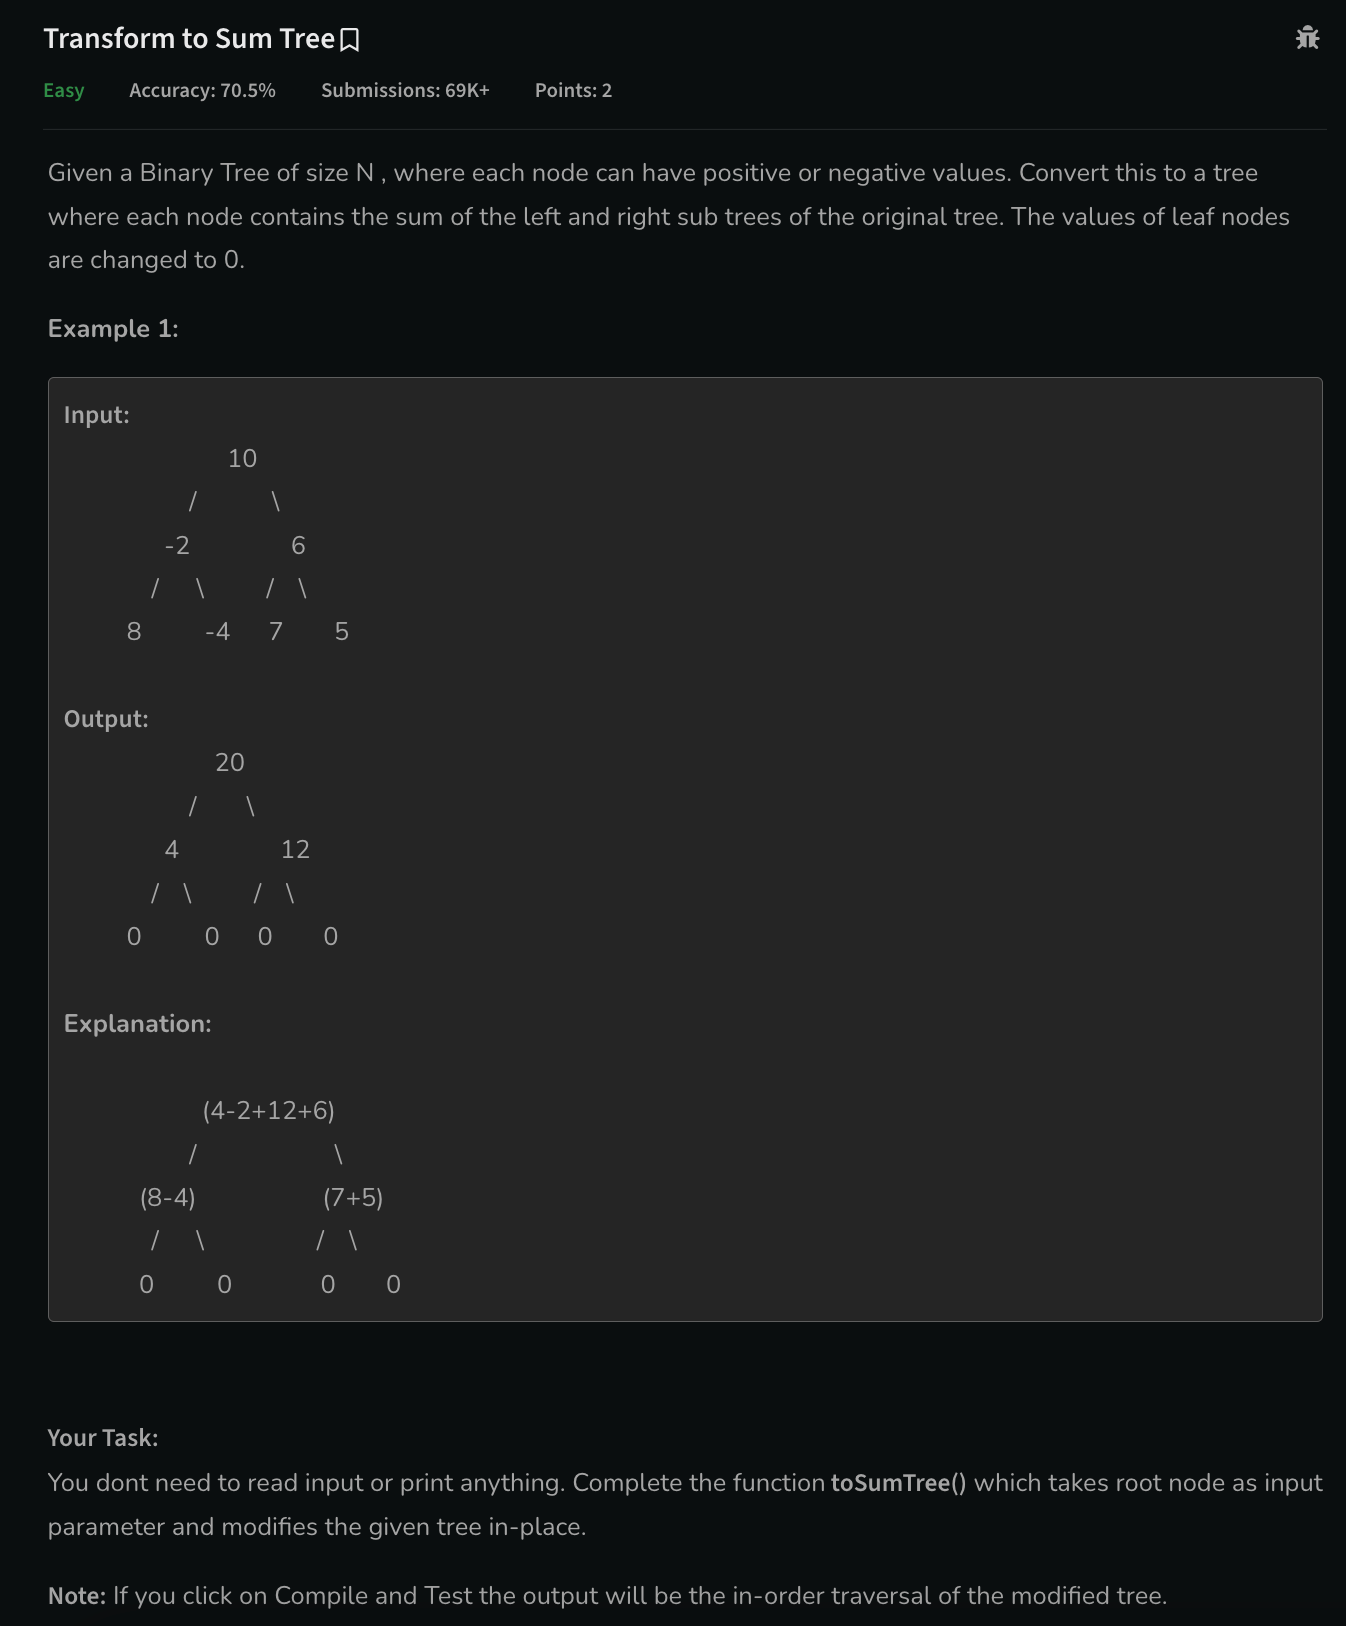 Transform to Sum Tree
Easy Accuracy: 70.5% Submissions: 69K+ Points: 2
Given a Binary Tree of size N , where each node can have positive or negative values. Convert this to a tree
where each node contains the sum of the left and right sub trees of the original tree. The values of leaf nodes
are changed to 0.
Example 1:
Input:
10
/ \
-2 6
/ \ / \
8 -4 7 5
Output:
20
/ \
4 12
/ \ / \
0 0 0 0
Explanation:
(4-2+12+6)
/ \
(8-4) (7+5)
/ \ / \
0 0 0 0
Your Task:
You dont need to read input or print anything. Complete the function toSumTree() which takes root node as input
parameter and modifies the given tree in-place.
Note: If you click on Compile and Test the output will be the in-order traversal of the modified tree.